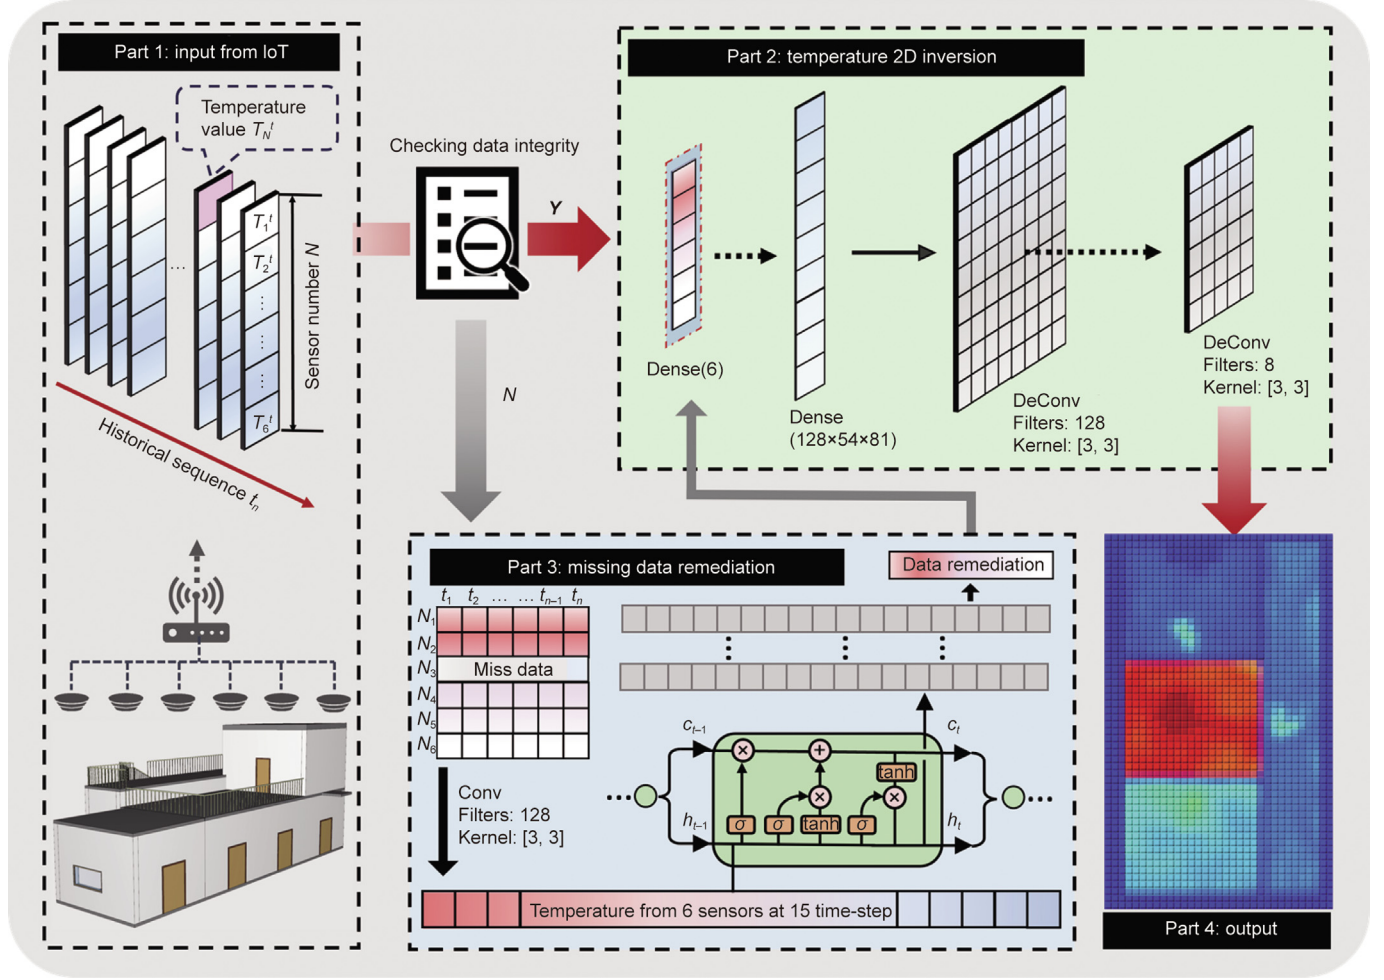 Part 1: input from IoT
Temperature
value T_N^t
T_1^t
T_2^t
⋮
⋮
T_6^t
...
Sensor number N
Historical sequence t_n
Checking data integrity
Y
N
Part 2: temperature 2D inversion
Dense(6)
Dense
(128×54×81)
DeConv
Filters: 128
Kernel: [3, 3]
DeConv
Filters: 8
Kernel: [3, 3]
Part 3: missing data remediation
Data remediation
t_1 t_2 ... ... t_{n–1} t_n
N_1
N_2
N_3 Miss data
N_4
N_5
N_6
Conv
Filters: 128
Kernel: [3, 3]
c_{t–1}
c_t
h_{t–1}
h_t
× +
tanh
× ×
σ σ tanh σ
Temperature from 6 sensors at 15 time-step
Part 4: output